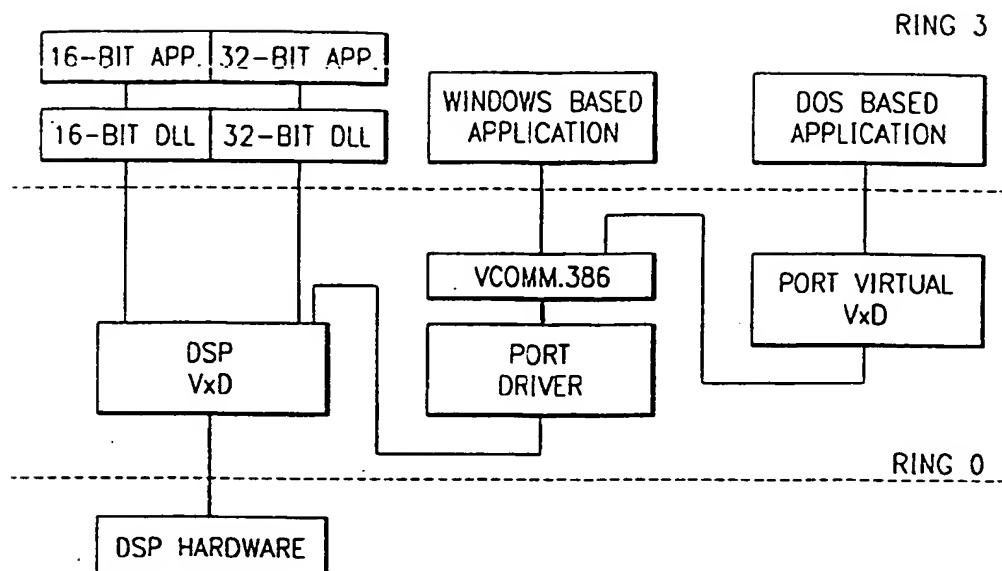 RING 3
16-BIT APP. 32-BIT APP.
16-BIT DLL 32-BIT DLL
WINDOWS BASED
APPLICATION
DOS BASED
APPLICATION
VCOMM.386
PORT VIRTUAL
VxD
DSP
VxD
PORT
DRIVER
RING 0
DSP HARDWARE